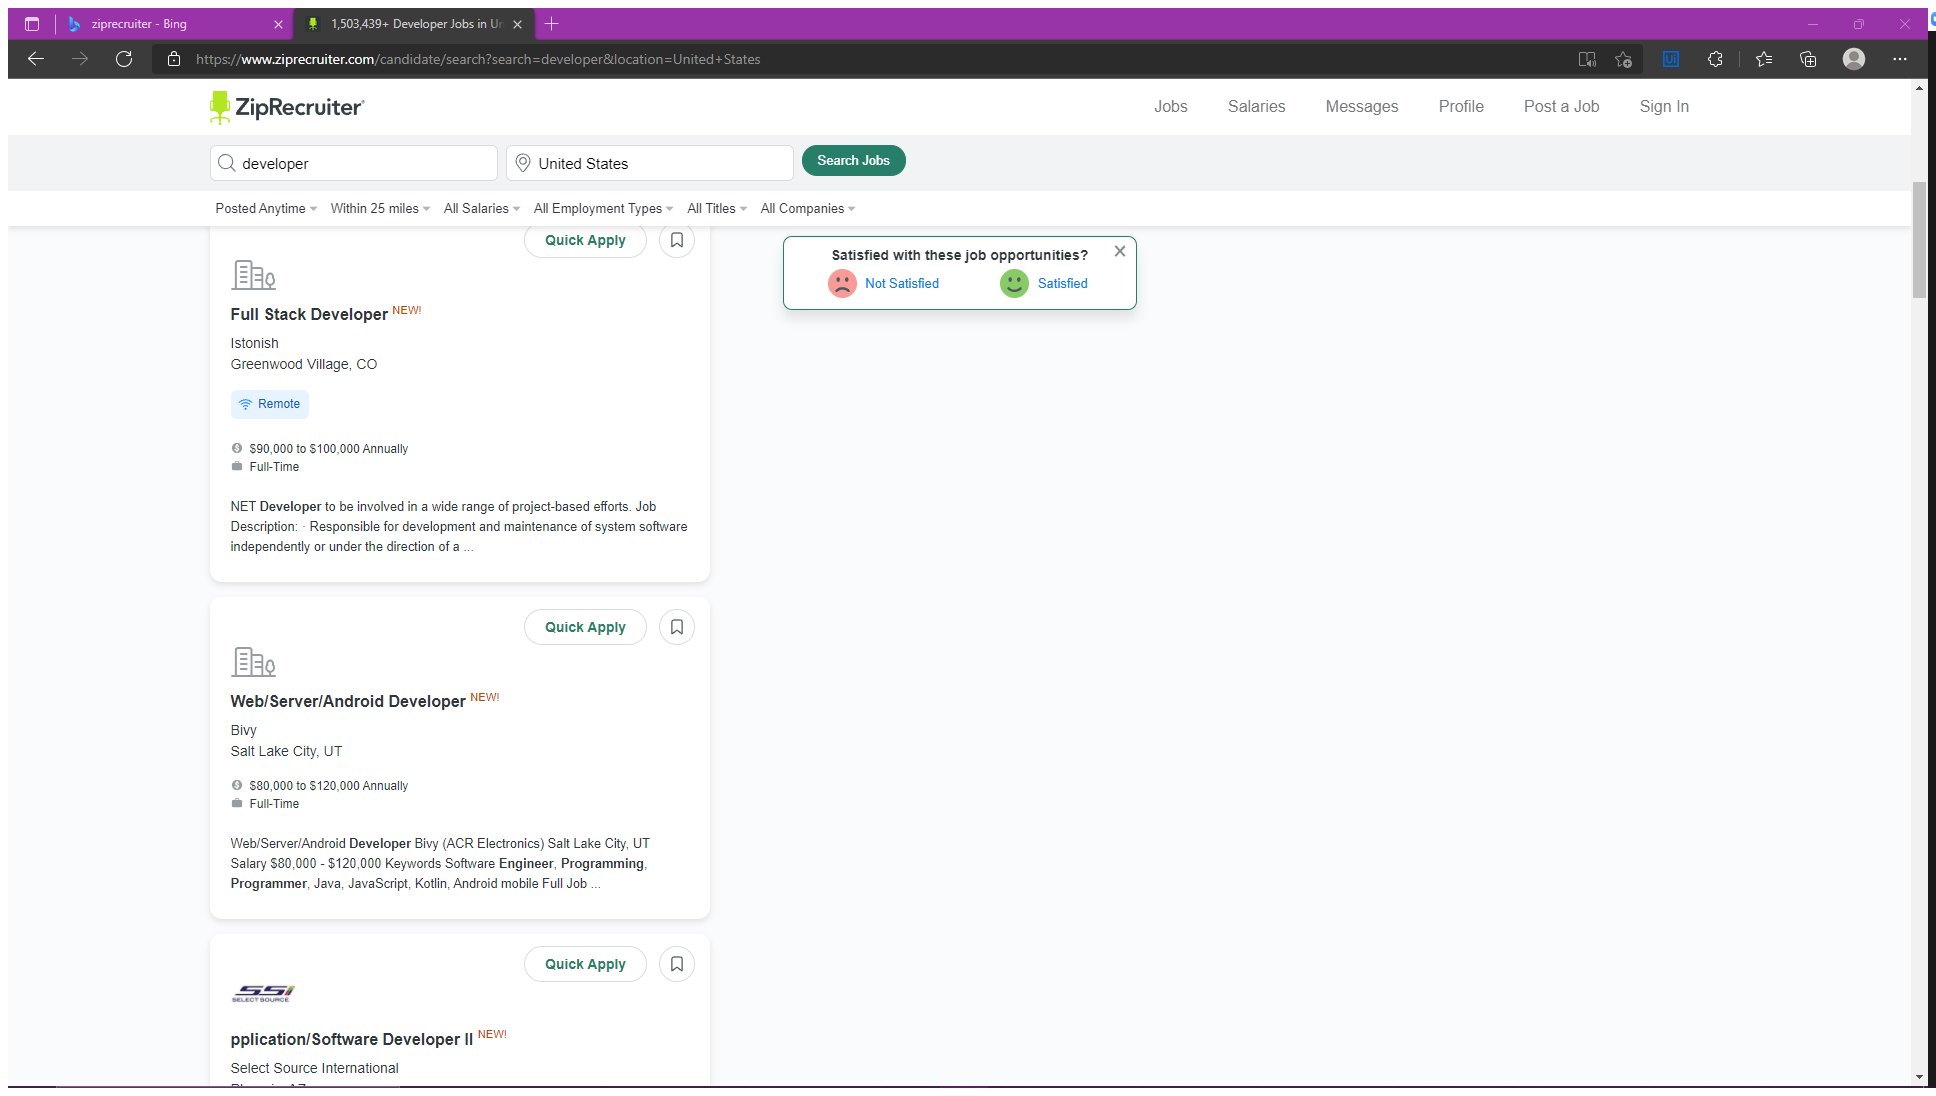 ziprecruiter - Bing
1,503,439+ Developer Jobs in Un
https://www.ziprecruiter.com/candidate/search?search=developer&location=United+States
ZipRecruiter
Jobs Salaries Messages Profile Post a Job Sign In
developer United States Search Jobs
Posted Anytime Within 25 miles All Salaries All Employment Types All Titles All Companies
Quick Apply
Satisfied with these job opportunities?
Not Satisfied Satisfied
Full Stack Developer NEW!
Istonish
Greenwood Village, CO
Remote
$90,000 to $100,000 Annually
Full-Time
NET Developer to be involved in a wide range of project-based efforts. Job
Description: · Responsible for development and maintenance of system software
independently or under the direction of a ...
Quick Apply
Web/Server/Android Developer NEW!
Bivy
Salt Lake City, UT
$80,000 to $120,000 Annually
Full-Time
Web/Server/Android Developer Bivy (ACR Electronics) Salt Lake City, UT
Salary $80,000 - $120,000 Keywords Software Engineer, Programming,
Programmer, Java, JavaScript, Kotlin, Android mobile Full Job ...
Quick Apply
SSi
SELECT SOURCE
pplication/Software Developer II NEW!
Select Source International